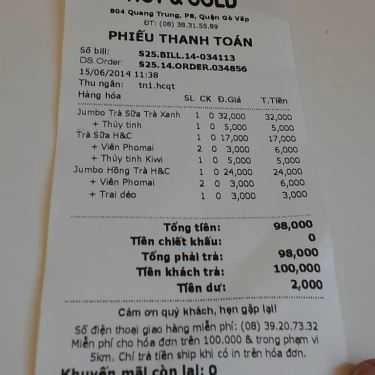 HOT & COLD
804 Quang Trung, P8, Quận Gò Vấp
ĐT: (08) 38.31.55.89
PHIẾU THANH TOÁN
Số bill: S25.BILL.14-034113
DS Order: S25.14.ORDER.034856
15/06/2014 11:38
Thu ngân: tn1.hcqt
Hàng hóa SL CK Đ.Giá T.Tiền
Jumbo Trà Sữa Trà Xanh 1 0 32,000 32,000
+ Thủy tinh 1 0 5,000 5,000
Trà Sữa H&C 1 0 17,000 17,000
+ Viên Phomai 2 0 3,000 6,000
+ Thủy tinh Kiwi 1 0 5,000 5,000
Jumbo Hồng Trà H&C 1 0 24,000 24,000
+ Viên Phomai 2 0 3,000 6,000
+ Trai dẻo 1 0 3,000 3,000
Tổng tiền: 98,000
Tiền chiết khấu: 0
Tổng phải trả: 98,000
Tiền khách trả: 100,000
Tiền dư: 2,000
Cám ơn quý khách, hẹn gặp lại!
Số điện thoại giao hàng miễn phí: (08) 39.20.73.32
Miễn phí cho hóa đơn trên 100.000 & trong phạm vi
5km. Chỉ trả tiền ship khi có in trên hóa đơn.
Khuyến mãi còn lại: 0